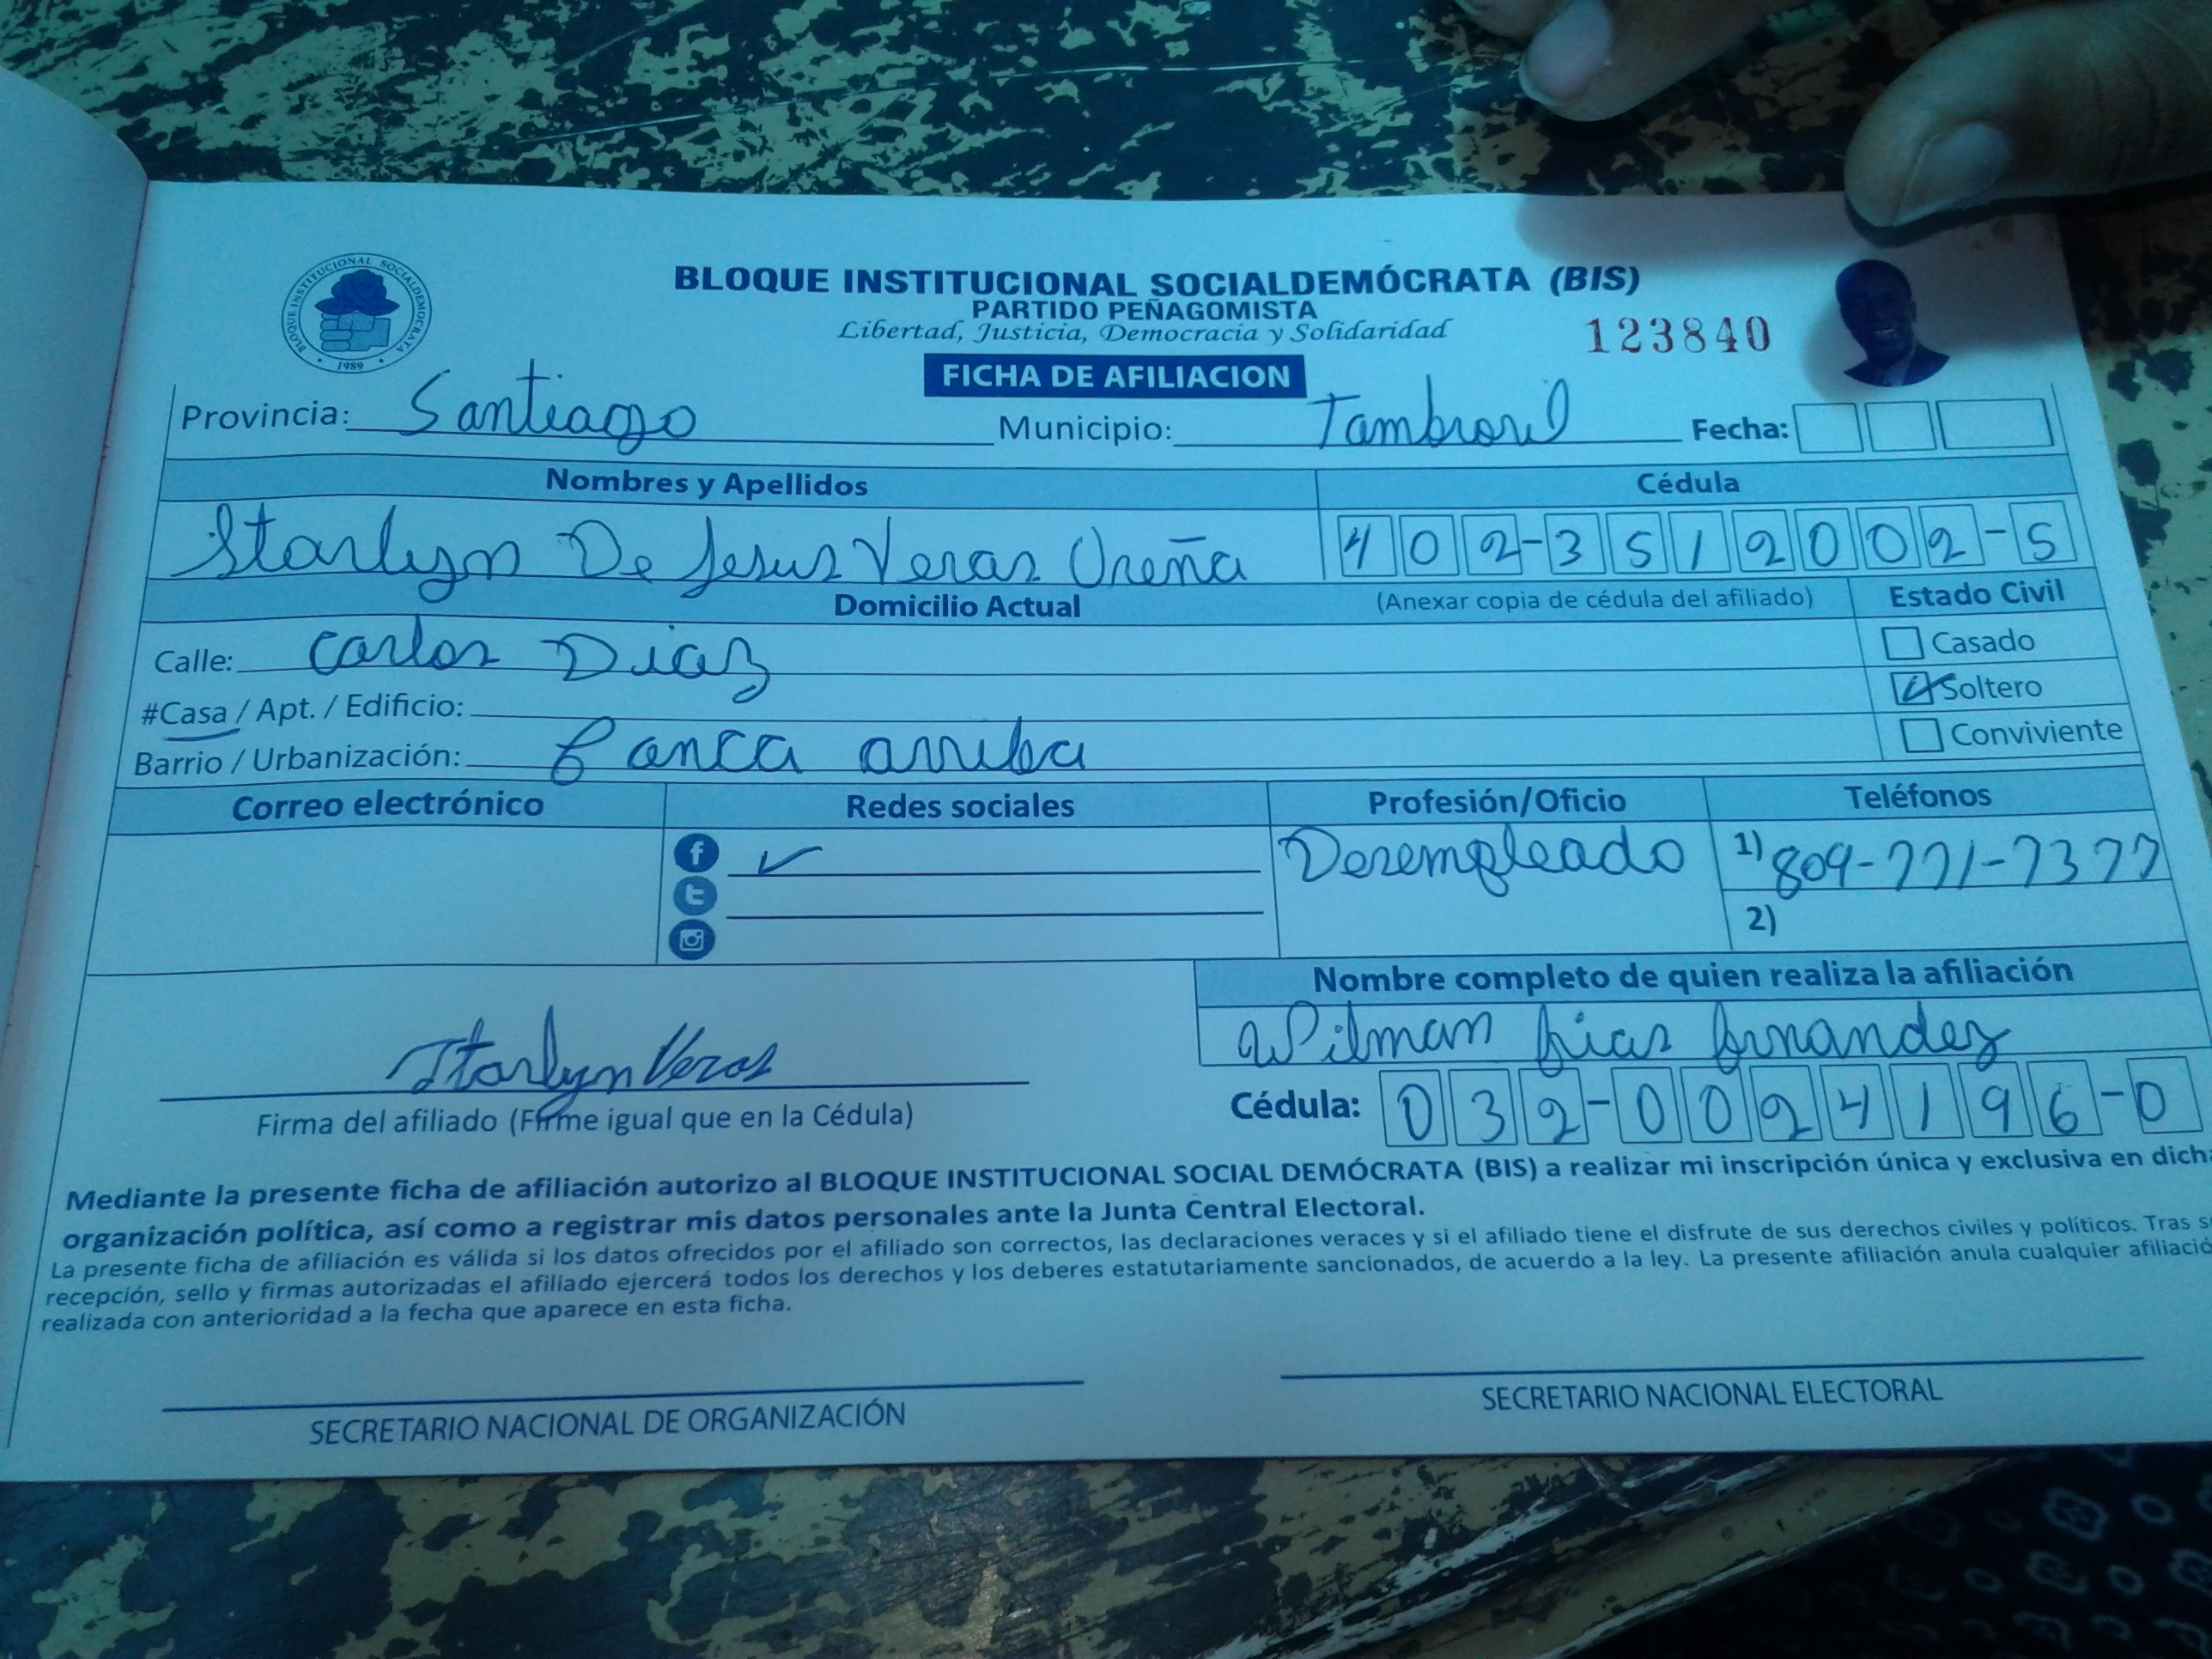 BLOQUE INSTITUCIONAL SOCIALDEMOCRATA
1989
BLOQUE INSTITUCIONAL SOCIALDEMÓCRATA (BIS)
PARTIDO PEÑAGOMISTA
Libertad, Justicia, Democracia y Solidaridad
123840
FICHA DE AFILIACION
Provincia: Santiago Municipio: Tamboril Fecha:
Nombres y Apellidos Cédula
Starlyn De Jesus Veras Ureña 402-3512002-5
Domicilio Actual (Anexar copia de cédula del afiliado) Estado Civil
Calle: Carlos Diaz Casado
#Casa / Apt. / Edificio: Soltero
Barrio / Urbanización: Canca arriba Conviviente
Correo electrónico Redes sociales Profesión/Oficio Teléfonos
Desempleado 1) 809-771-7377
2)
Nombre completo de quien realiza la afiliación
Wilman
Starlyn Veras
Firma del afiliado (Firme igual que en la Cédula) Cédula: 032-0024196-0
Mediante la presente ficha de afiliación autorizo al BLOQUE INSTITUCIONAL SOCIAL DEMÓCRATA (BIS) a realizar mi inscripción única y exclusiva en dicha
organización política, así como a registrar mis datos personales ante la Junta Central Electoral.
La presente ficha de afiliación es válida si los datos ofrecidos por el afiliado son correctos, las declaraciones veraces y si el afiliado tiene el disfrute de sus derechos civiles y políticos. Tras s
recepción, sello y firmas autorizadas el afiliado ejercerá todos los derechos y los deberes estatutariamente sancionados, de acuerdo a la ley. La presente afiliación anula cualquier afiliació
realizada con anterioridad a la fecha que aparece en esta ficha.
SECRETARIO NACIONAL DE ORGANIZACIÓN SECRETARIO NACIONAL ELECTORAL